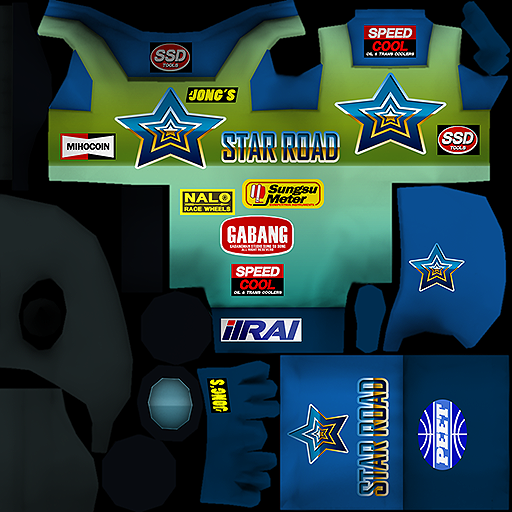 SSD
TOOLS
JONG'S
MIHOCOIN
STAR ROAD
NALO
RACE WHEELS
Sungsu
Meter
GABANG
SPEED
COOL
OIL & TRANS COOLERS
iIRAI
SPEED
COOL
OIL & TRANS COOLERS
SSD
TOOLS
JONG'S
STAR ROAD
PEET